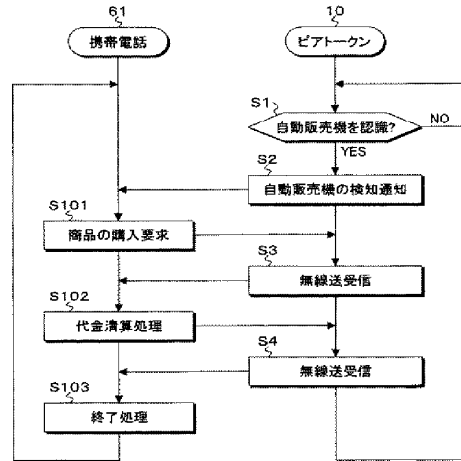 61
10
携帯電話
ピアトークン
S1
自動販売機を認識?
NO
YES
S2
自動販売機の検知通知
S101
商品の購入要求
S3
無線送受信
S102
代金清算処理
S4
無線送受信
S103
終了処理